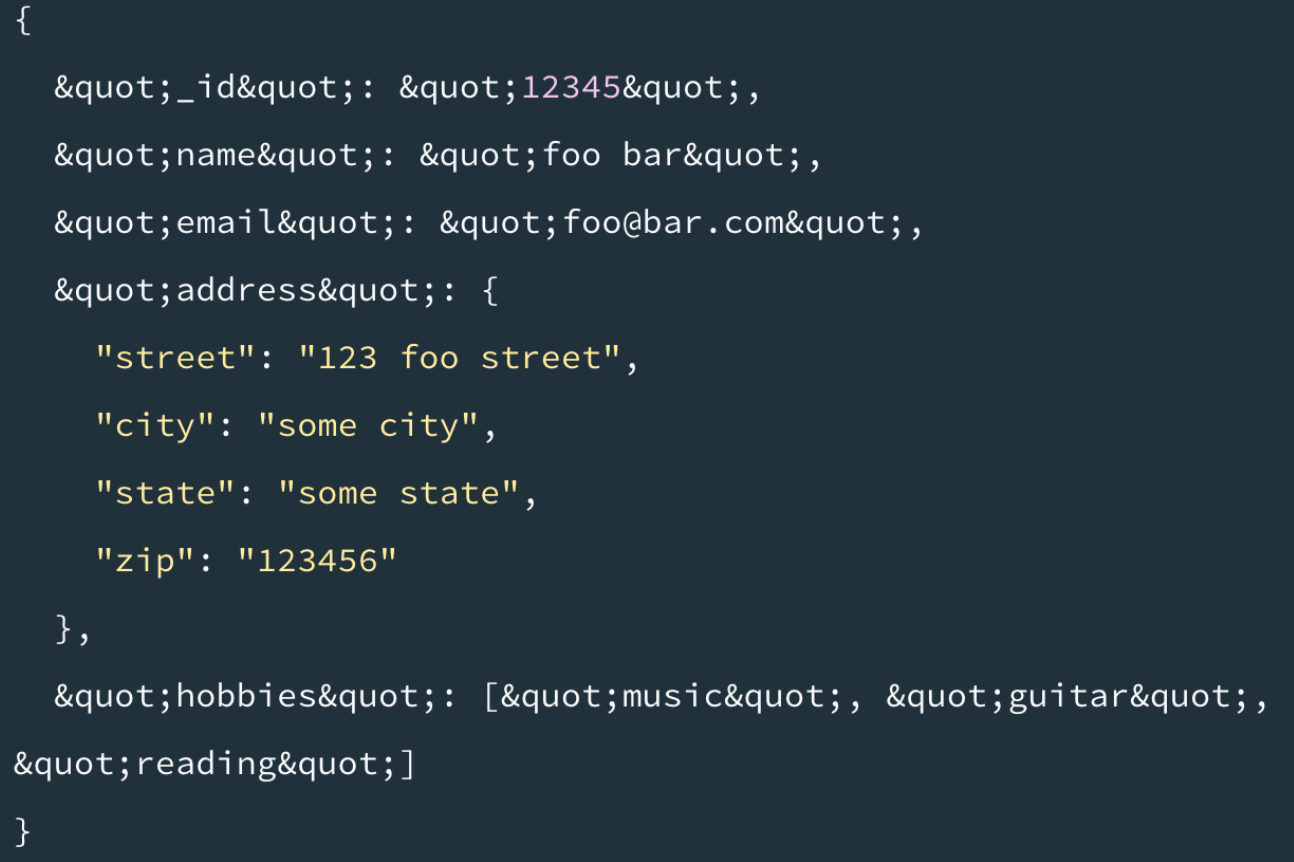 {
  &quot;_id&quot;: &quot;12345&quot;,
  &quot;name&quot;: &quot;foo bar&quot;,
  &quot;email&quot;: &quot;foo@bar.com&quot;,
  &quot;address&quot;: {
    "street": "123 foo street",
    "city": "some city",
    "state": "some state",
    "zip": "123456"
  },
  &quot;hobbies&quot;: [&quot;music&quot;, &quot;guitar&quot;,
&quot;reading&quot;]
}